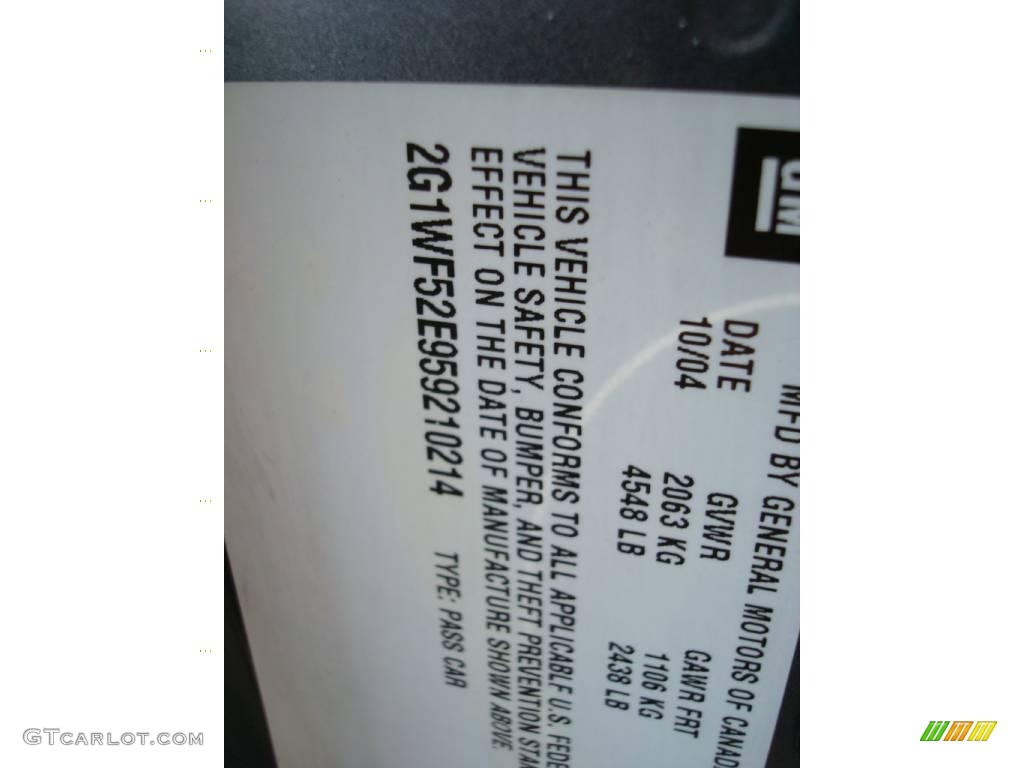 GM
MFD BY GENERAL MOTORS OF CANAD
DATE GVWR GAWR FRT
10/04 2063 KG 1106 KG
4548 LB 2438 LB
THIS VEHICLE CONFORMS TO ALL APPLICABLE U.S. FEDE
VEHICLE SAFETY, BUMPER, AND THEFT PREVENTION STAN
EFFECT ON THE DATE OF MANUFACTURE SHOWN ABOVE.
2G1WF52E959210214 TYPE: PASS CAR
GTCARLOT.COM